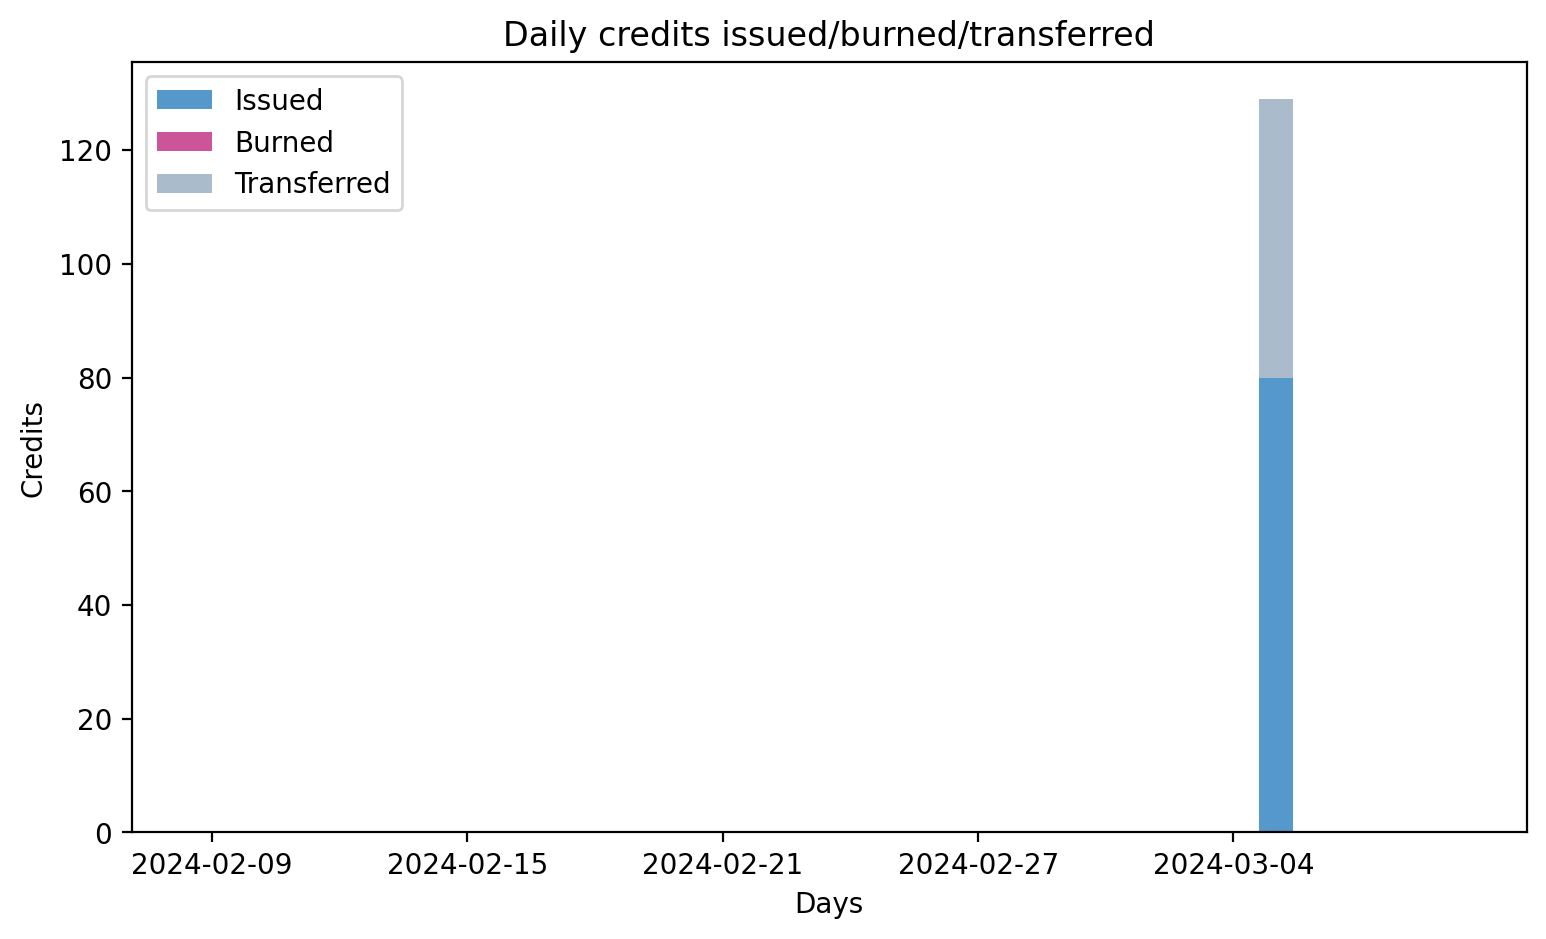 Daily credits issued/burned/transferred
Issued
Burned
Transferred
120
100
80
60
40
20
0
Credits
2024-02-09
2024-02-15
2024-02-21
2024-02-27
2024-03-04
Days